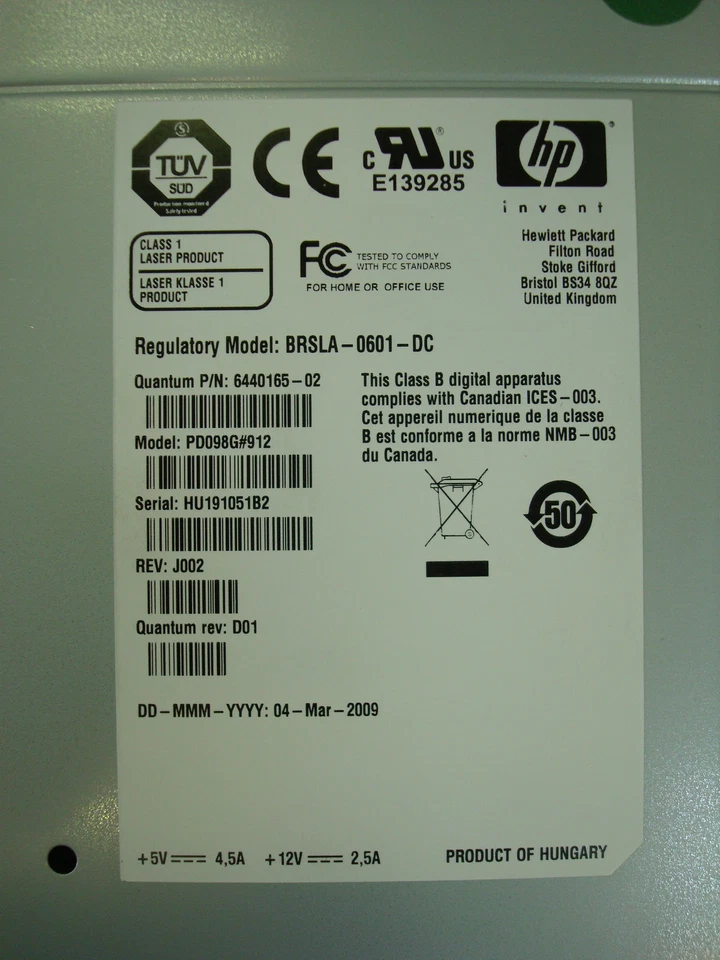 TÜV
SÜD
CE
c RU US
E139285
hp
invent
CLASS 1
LASER PRODUCT
LASER KLASSE 1
PRODUCT
FC TESTED TO COMPLY
WITH FCC STANDARDS
FOR HOME OR OFFICE USE
Hewlett Packard
Filton Road
Stoke Gifford
Bristol BS34 8QZ
United Kingdom
Regulatory Model: BRSLA-0601-DC
Quantum P/N: 6440165-02
Model: PD098G#912
Serial: HU191051B2
REV: J002
Quantum rev: D01
This Class B digital apparatus
complies with Canadian ICES-003.
Cet appereil numerique de la classe
B est conforme a la norme NMB-003
du Canada.
50
DD-MMM-YYYY: 04-Mar-2009
+5V 4,5A +12V 2,5A
PRODUCT OF HUNGARY